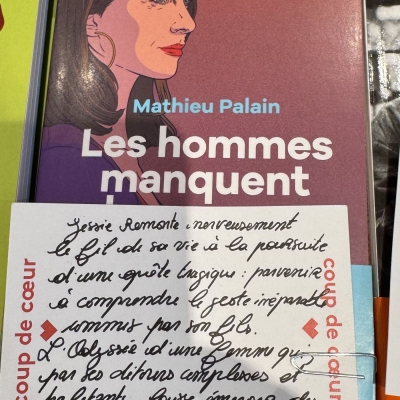 Mathieu Palain
Les hommes
manquent
Jessie Remonte nerveusement
le fil de sa vie à la poursuite
d'une quête tragique : parvenir
à comprendre le geste irréparable
commis par son fils.
L'Odyssée d'une femme qui
par ses détours complexes et
coup de cœur
coup de cœur